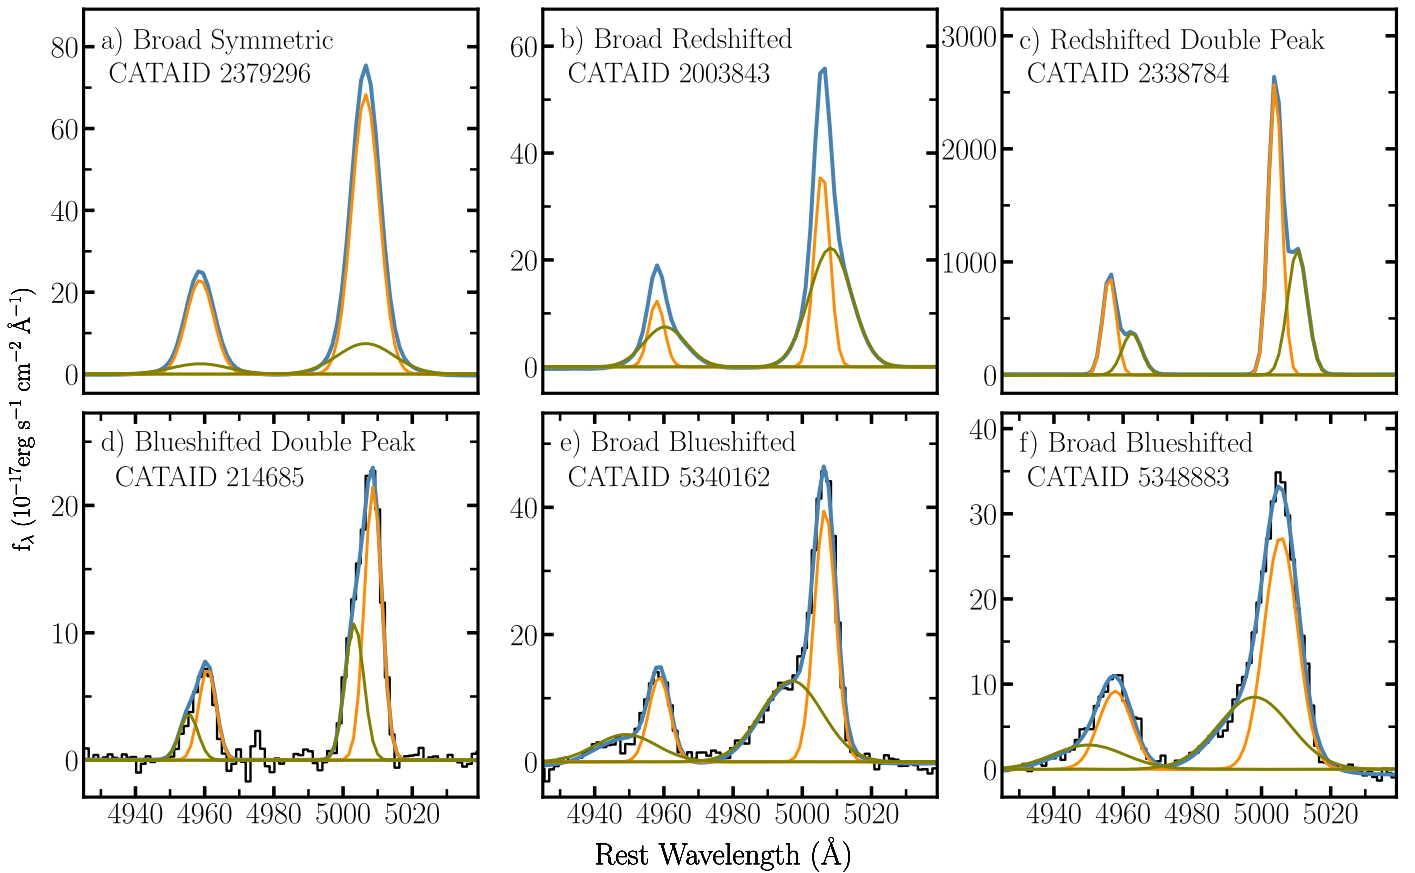 a) Broad Symmetric
CATAID 2379296
80
60
40
20
0
b) Broad Redshifted
CATAID 2003843
60
40
20
0
c) Redshifted Double Peak
CATAID 2338784
3000
2000
1000
0
d) Blueshifted Double Peak
CATAID 214685
20
10
0
4940 4960 4980 5000 5020
e) Broad Blueshifted
CATAID 5340162
40
20
0
4940 4960 4980 5000 5020
f) Broad Blueshifted
CATAID 5348883
40
30
20
10
0
4940 4960 4980 5000 5020
fλ (10⁻¹⁷erg s⁻¹ cm⁻² Å⁻¹)
Rest Wavelength (Å)